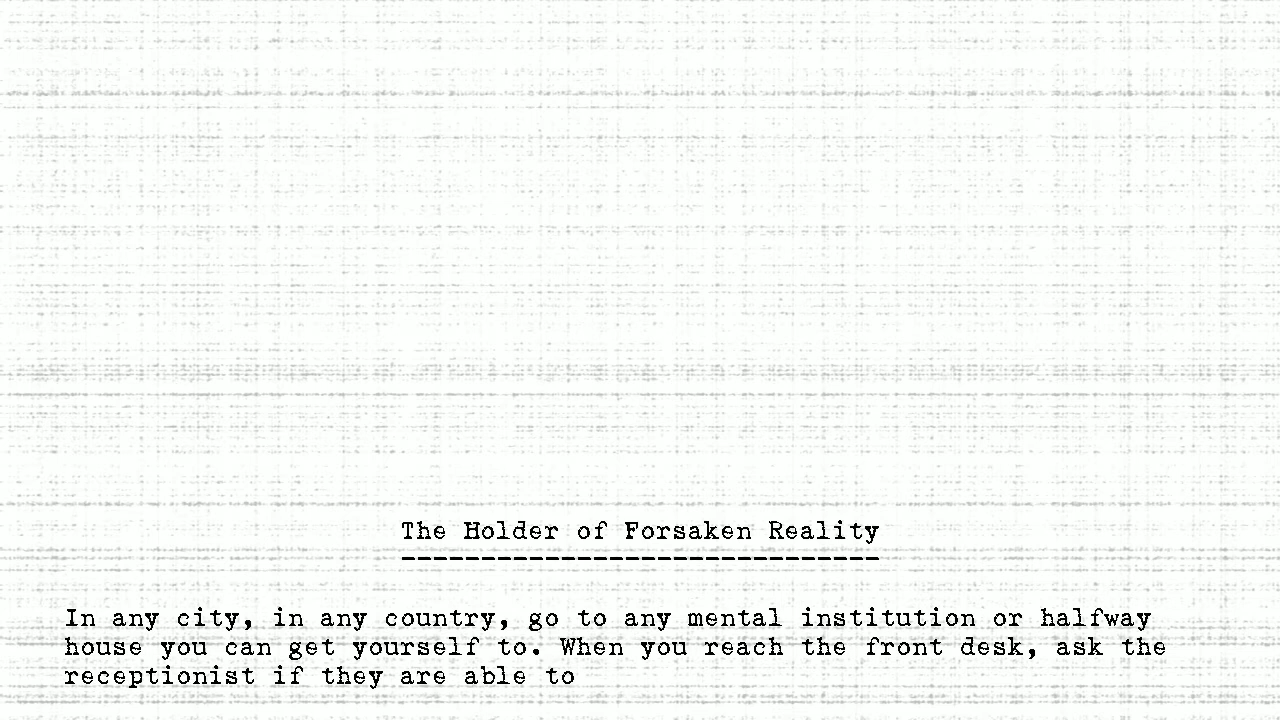 The Holder of Forsaken Reality
------------------------------
In any city, in any country, go to any mental institution or halfway
house you can get yourself to. When you reach the front desk, ask the
receptionist if they are able to